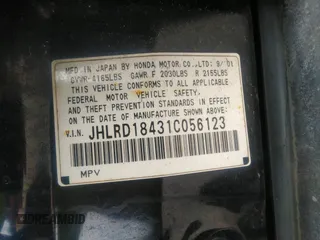 MFD IN JAPAN BY HONDA MOTOR CO.,LTD. 8/01
GVWR 4165LBS GAWR F 2030LBS R 2165LBS
THIS VEHICLE CONFORMS TO ALL APPLICABLE
FEDERAL MOTOR VEHICLE SAFETY
AND THEFT PREVENTION STANDARDS IN EFFECT
ON THE DATE OF MANUFACTURE SHOWN ABOVE.
V.I.N. JHLRD18431C056123
MPV
DREAMBID